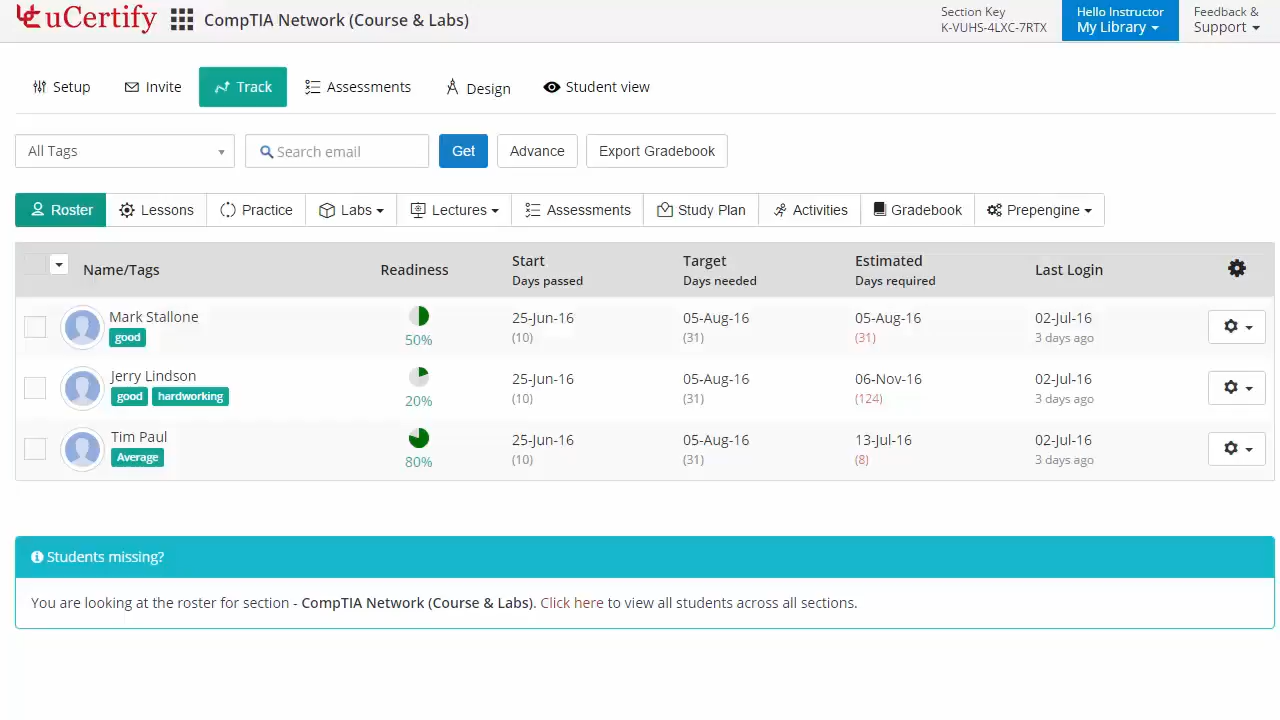 uCertify CompTIA Network (Course & Labs)
Section Key
K-VUHS-4LXC-7RTX
Hello Instructor
My Library
Feedback &
Support
Setup Invite Track Assessments Design Student view
All Tags Search email Get Advance Export Gradebook
Roster Lessons Practice Labs Lectures Assessments Study Plan Activities Gradebook Prepengine
Name/Tags Readiness Start Target Estimated Last Login
Days passed Days needed Days required
Mark Stallone 25-Jun-16 05-Aug-16 05-Aug-16 02-Jul-16
good 50% (10) (31) (31) 3 days ago
Jerry Lindson 25-Jun-16 05-Aug-16 06-Nov-16 02-Jul-16
good hardworking 20% (10) (31) (124) 3 days ago
Tim Paul 25-Jun-16 05-Aug-16 13-Jul-16 02-Jul-16
Average 80% (10) (31) (8) 3 days ago
Students missing?
You are looking at the roster for section - CompTIA Network (Course & Labs). Click here to view all students across all sections.